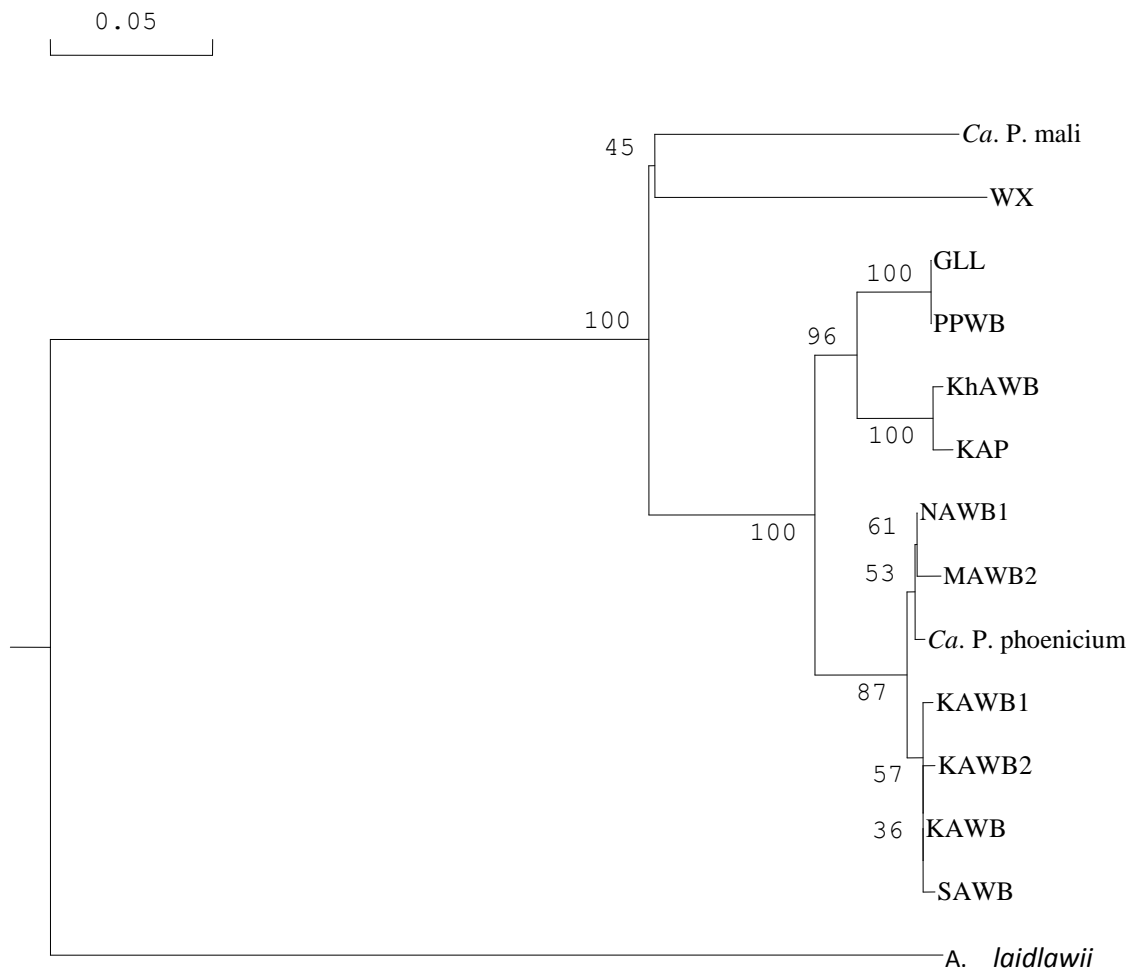 0.05
45
Ca. P. mali
WX
100
GLL
100
PPWB
96
KhAWB
100
KAP
NAWB1
61
100
53
MAWB2
Ca. P. phoenicium
87
KAWB1
57
KAWB2
36
KAWB
SAWB
A. laidlawii